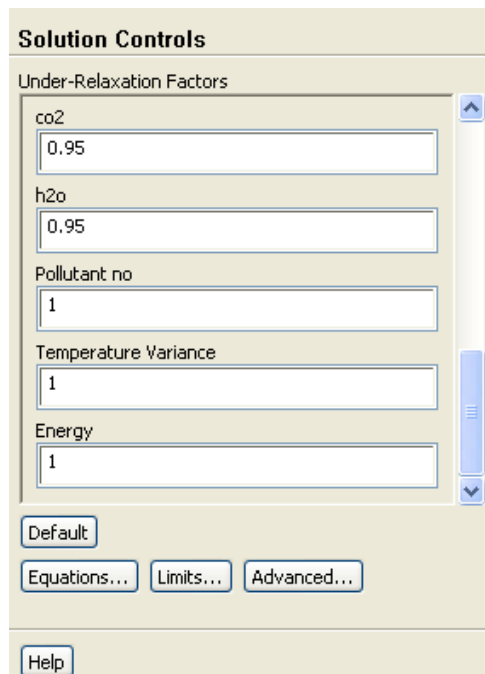 Solution Controls
Under-Relaxation Factors
co2
0.95
h2o
0.95
Pollutant no
1
Temperature Variance
1
Energy
1
Default
Equations... Limits... Advanced...
Help